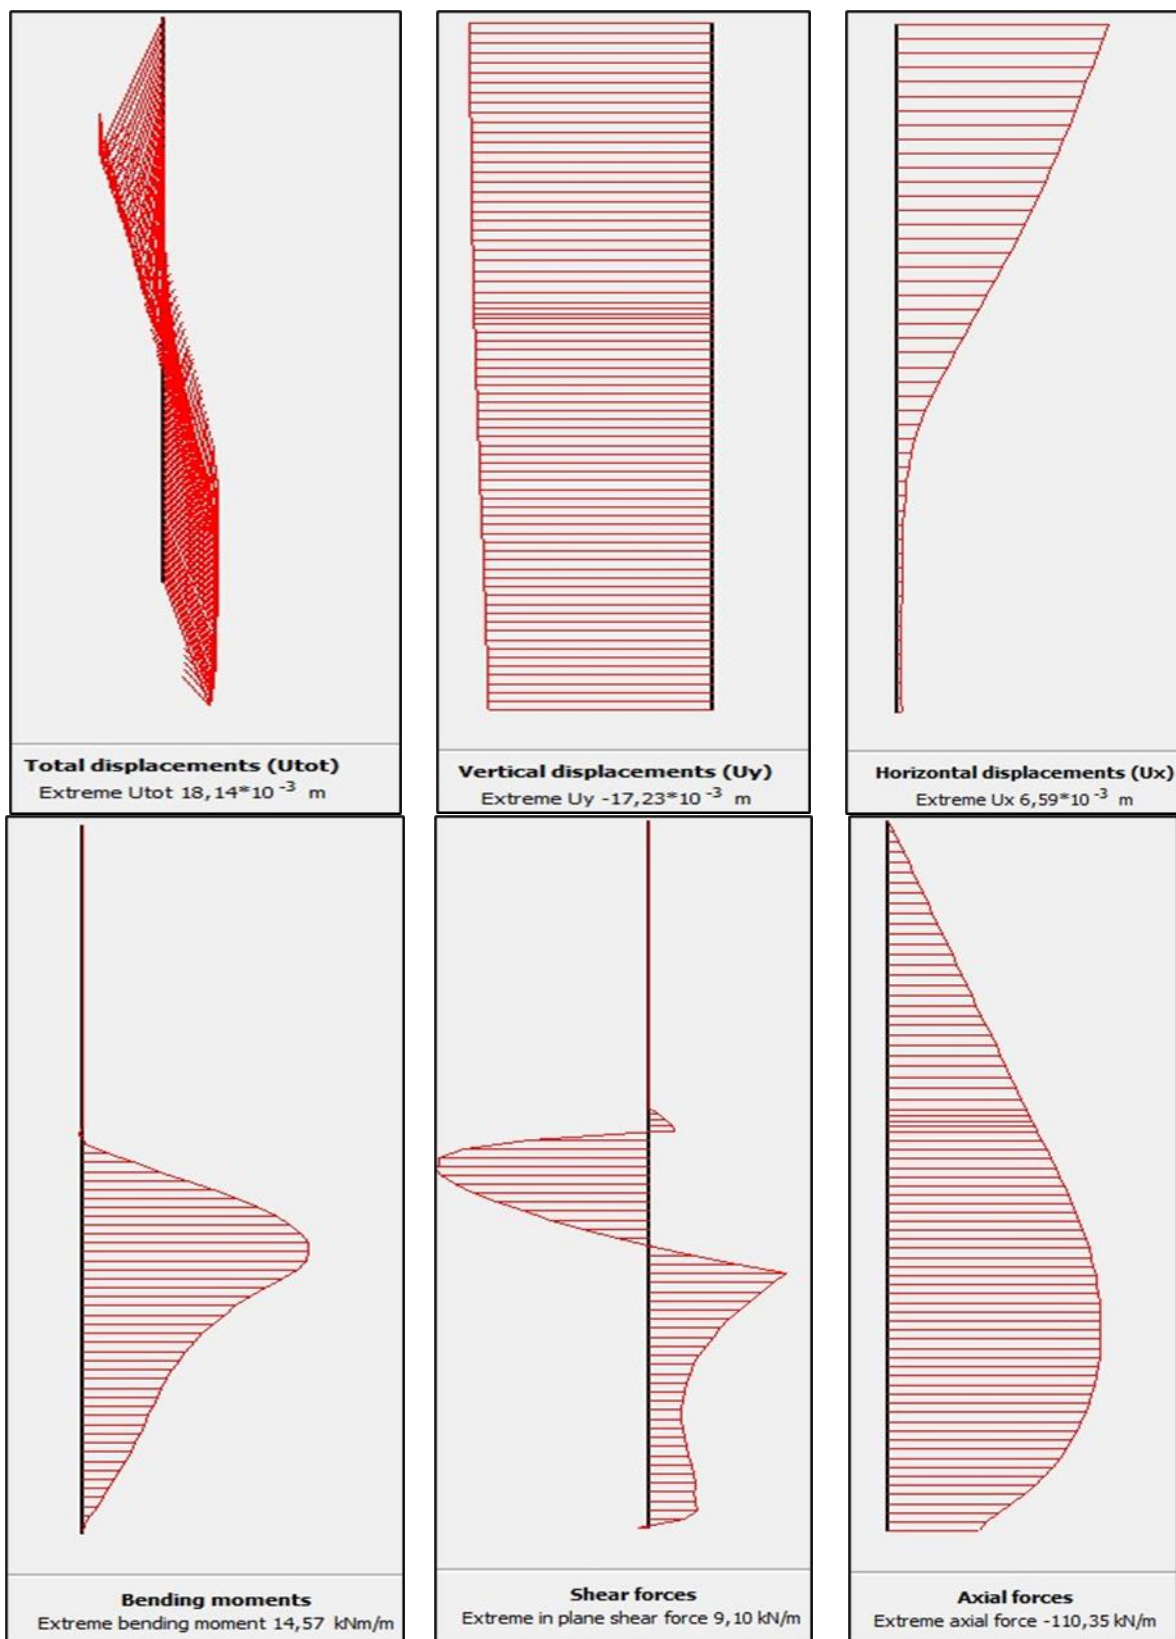 Total displacements (Utot)
Extreme Utot 18,14*10 -3 m
Vertical displacements (Uy)
Extreme Uy -17,23*10 -3 m
Horizontal displacements (Ux)
Extreme Ux 6,59*10 -3 m
Bending moments
Extreme bending moment 14,57 kNm/m
Shear forces
Extreme in plane shear force 9,10 kN/m
Axial forces
Extreme axial force -110,35 kN/m